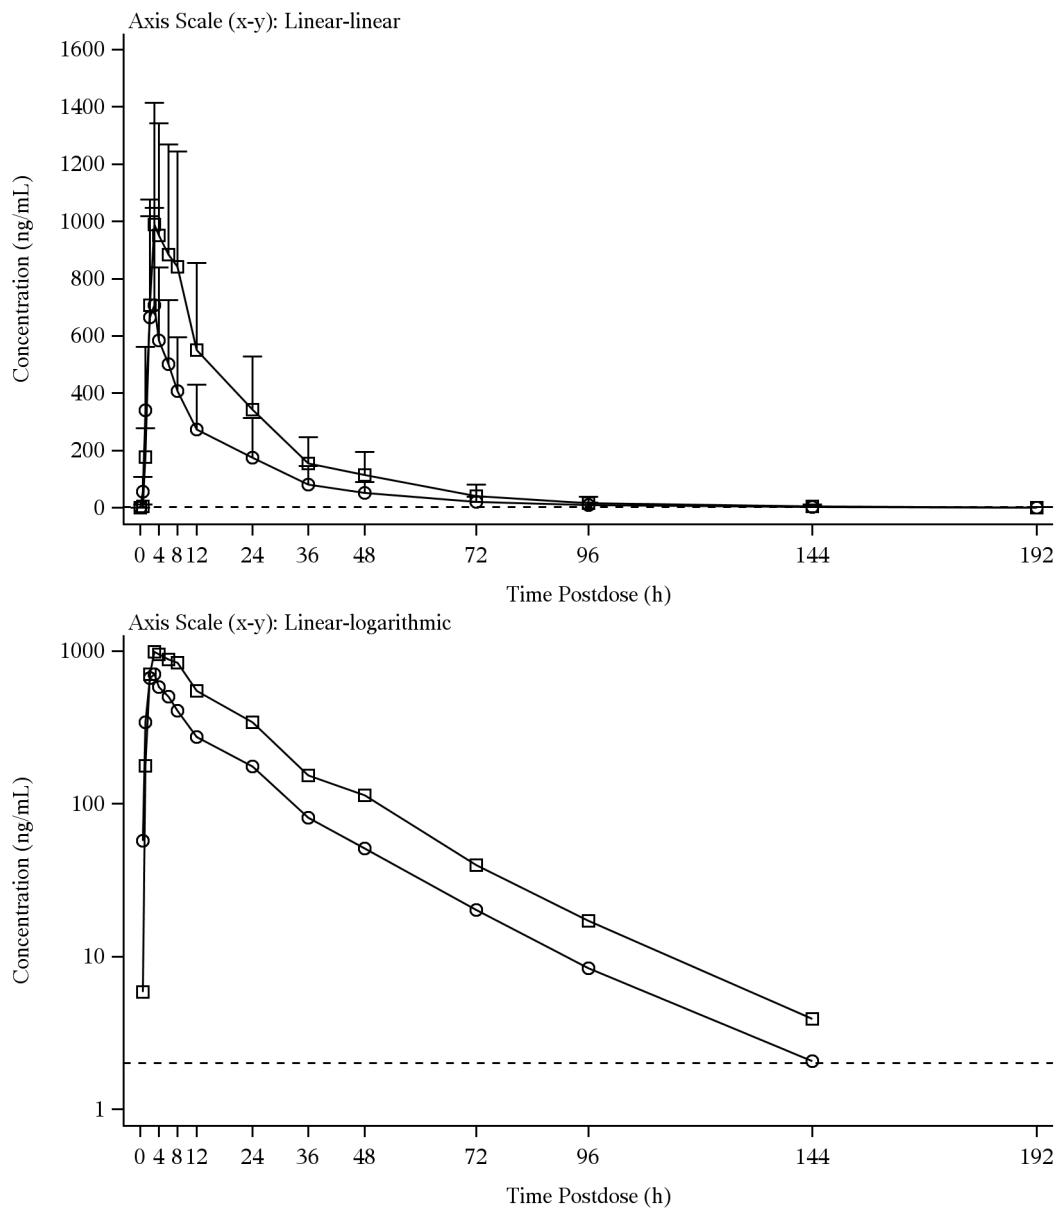 Axis Scale (x-y): Linear-linear
1600
1400
1200
1000
800
600
400
200
0
Concentration (ng/mL)
0 4 8 12 24 36 48 72 96 144 192
Time Postdose (h)
Axis Scale (x-y): Linear-logarithmic
1000
100
10
1
Concentration (ng/mL)
0 4 8 12 24 36 48 72 96 144 192
Time Postdose (h)